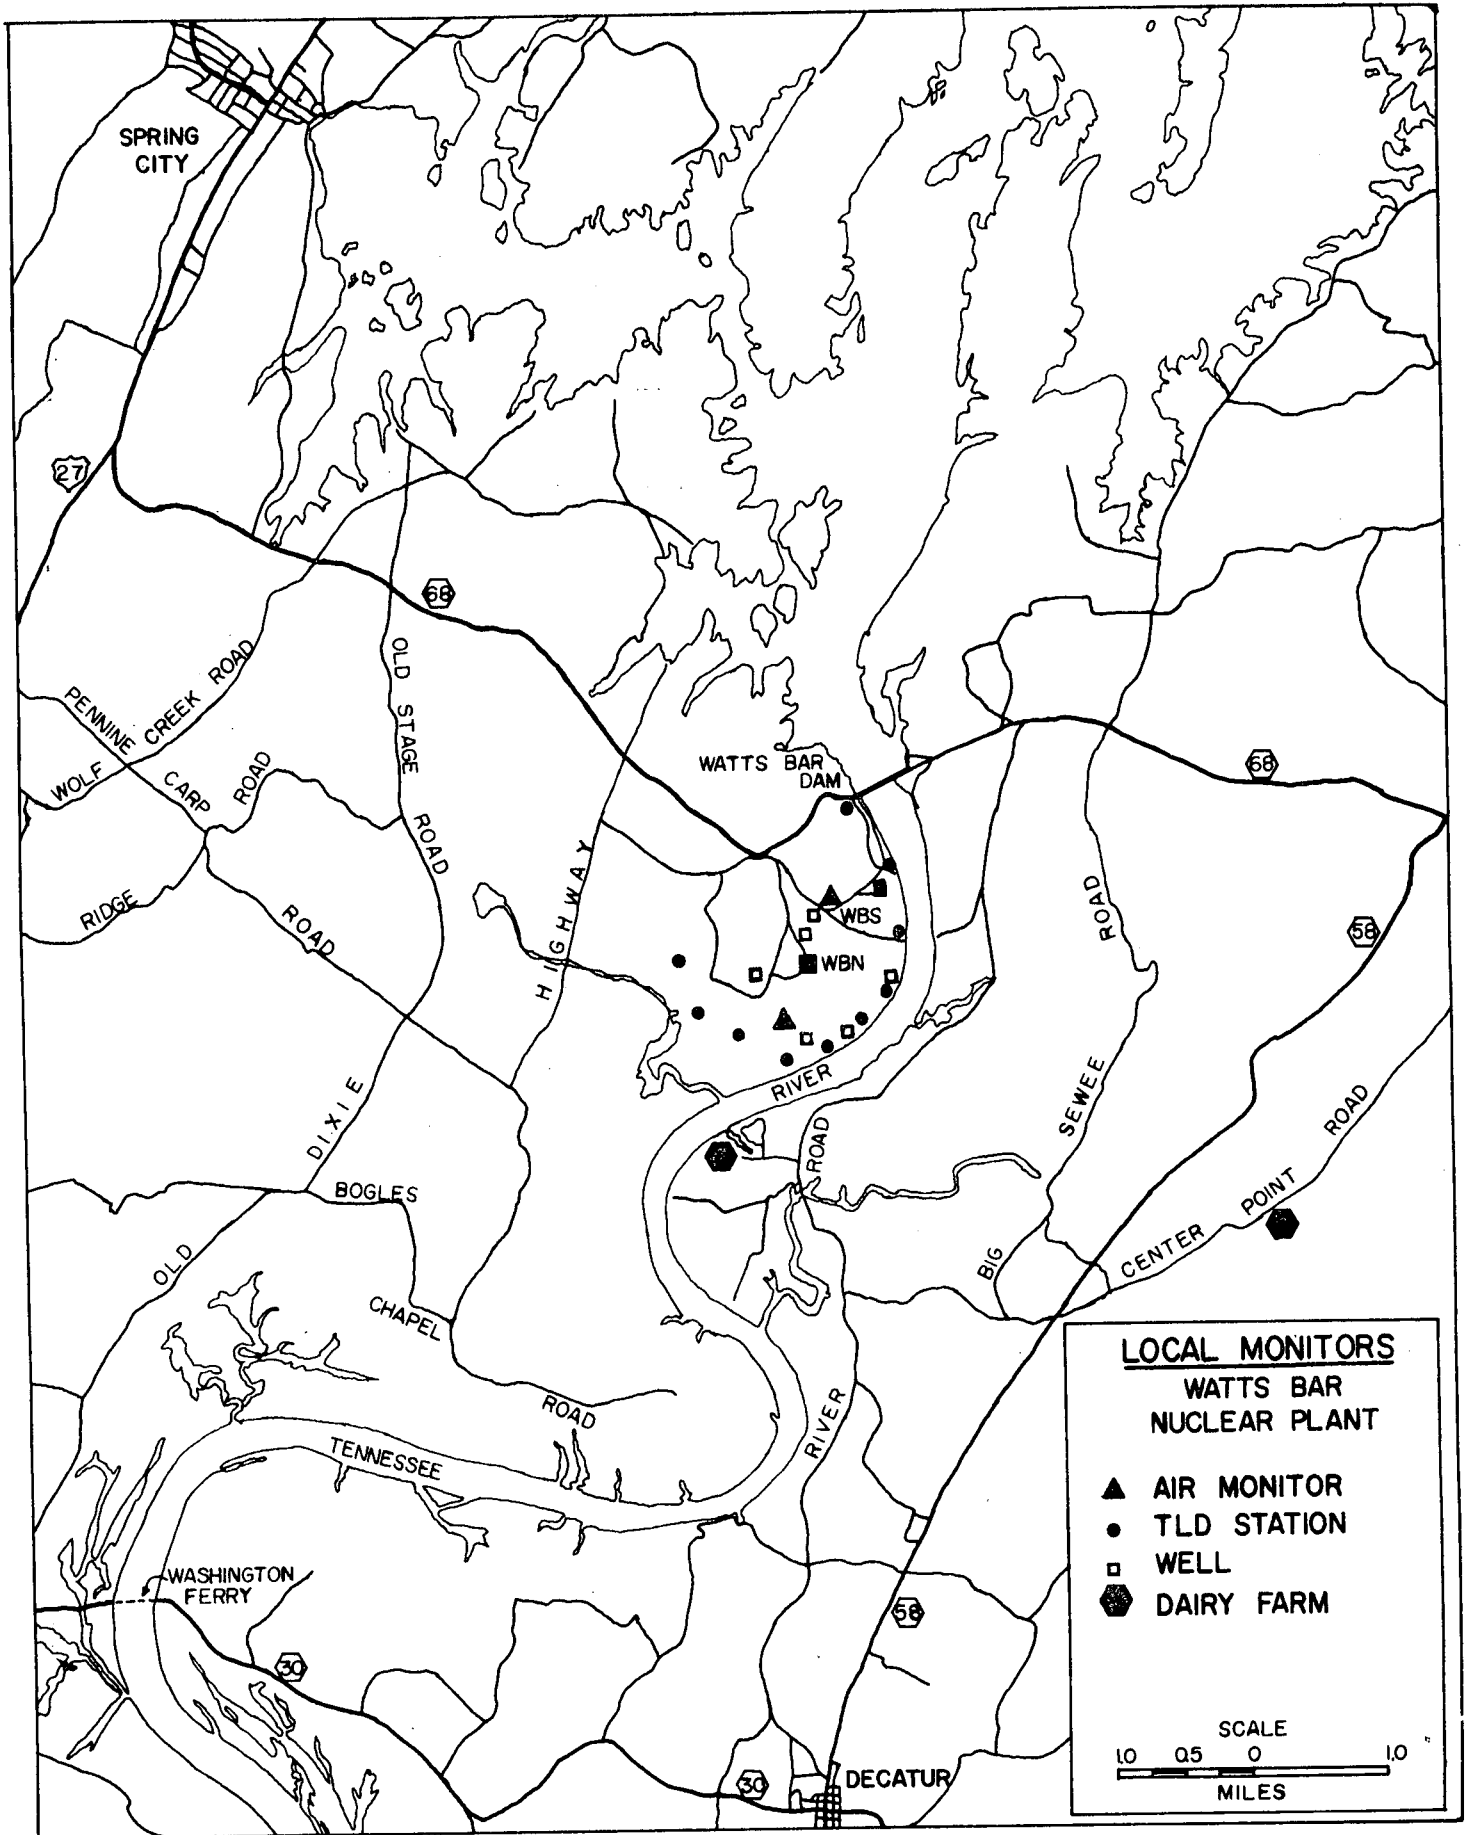 SPRING
CITY
27
68
OLD STAGE
ROAD
PENNINE
WOLF CREEK ROAD
CARP
ROAD
RIDGE
ROAD
HIGHWAY
WATTS BAR
DAM
68
WBS
WBN
ROAD
58
RIVER
SEWEE
ROAD
DIXIE
ROAD
BOGLES
POINT
CENTER
BIG
OLD
CHAPEL
ROAD
RIVER
TENNESSEE
WASHINGTON
FERRY
30
58
30
DECATUR
LOCAL MONITORS
WATTS BAR
NUCLEAR PLANT
AIR MONITOR
TLD STATION
WELL
DAIRY FARM
SCALE
1.0 0.5 0 1.0
MILES